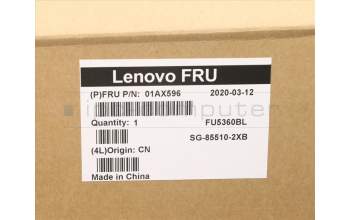 Lenovo FRU
(P)FRU P/N: 01AX596 2020-03-12
Quantity: 1 FU5360BL
SG-85510-2XB
(4L)Origin: CN
Made in China